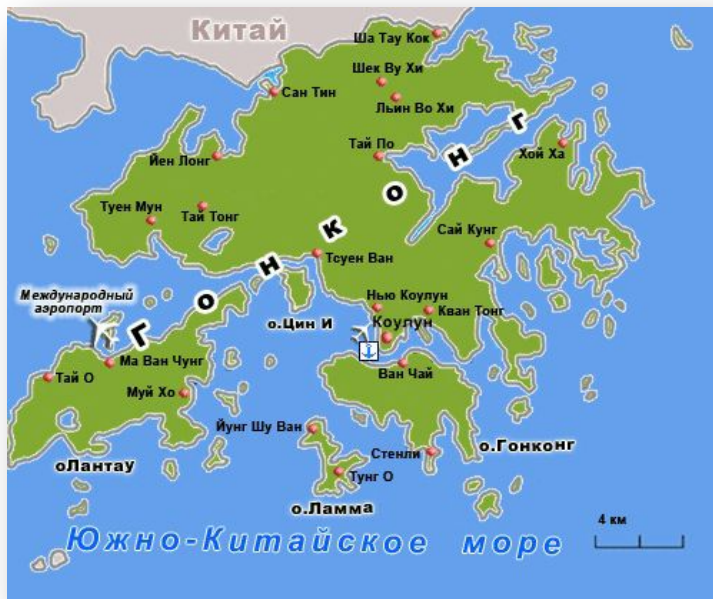 Китай
Ша Тау Кок
Шек Ву Хи
Сан Тин
Льин Во Хи
Тай По
Хой Ха
Йен Лонг
Туен Мун
Тай Тонг
Сай Кунг
Тсуен Ван
Гонконг
Международный
аэропорт
Нью Коулун
о.Цин И
Кван Тонг
Коулун
Ма Ван Чунг
Ван Чай
Тай О
Муй Хо
Йунг Шу Ван
о.Гонконг
Стенли
оЛантау
Тунг О
о.Ламма
4 км
Южно-Китайское море